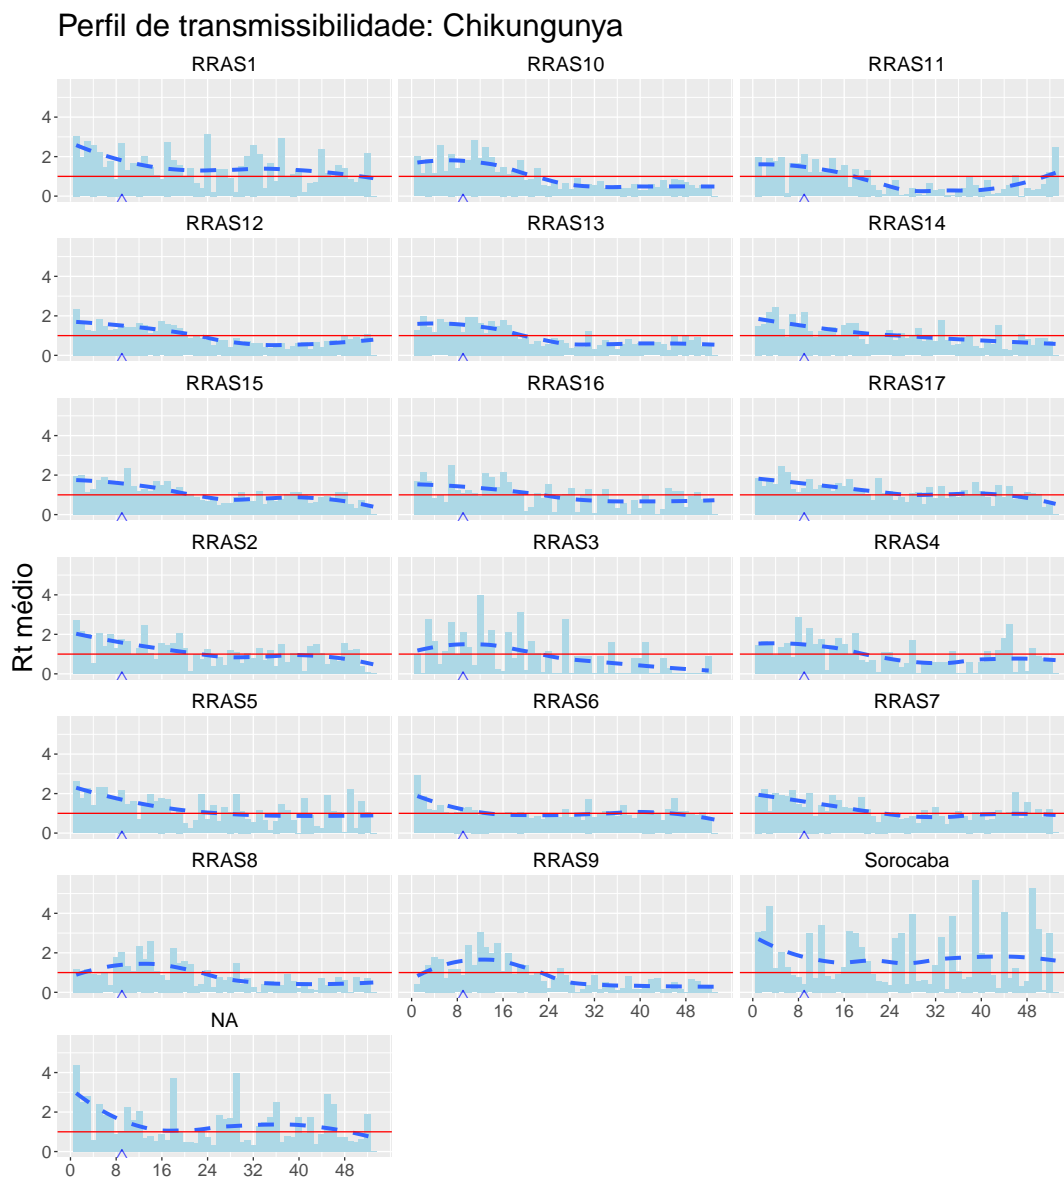 Perfil de transmissibilidade: Chikungunya
RRAS1 RRAS10 RRAS11
4
2
0
RRAS12 RRAS13 RRAS14
4
2
0
RRAS15 RRAS16 RRAS17
4
2
0
RRAS2 RRAS3 RRAS4
4
2
0
Rt médio
RRAS5 RRAS6 RRAS7
4
2
0
RRAS8 RRAS9 Sorocaba
4
2
0
0 8 16 24 32 40 48 0 8 16 24 32 40 48
NA
4
2
0
0 8 16 24 32 40 48